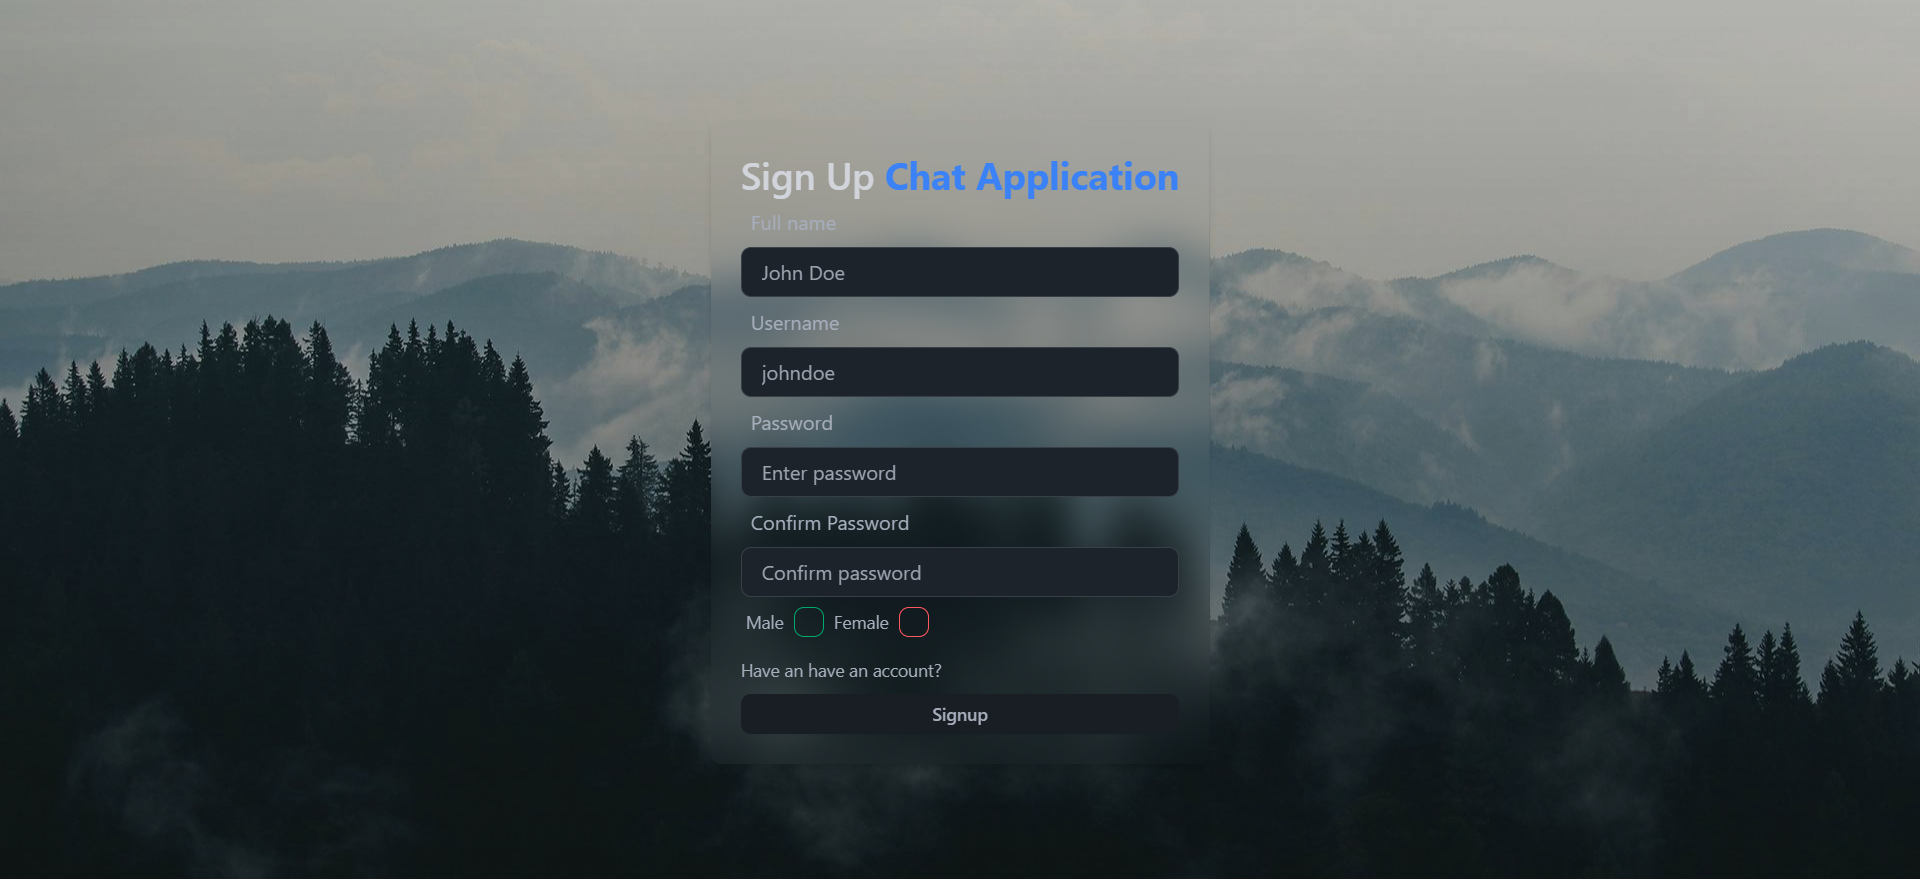 Sign Up Chat Application
Full name
John Doe
Username
johndoe
Password
Enter password
Confirm Password
Confirm password
Male Female
Have an have an account?
Signup